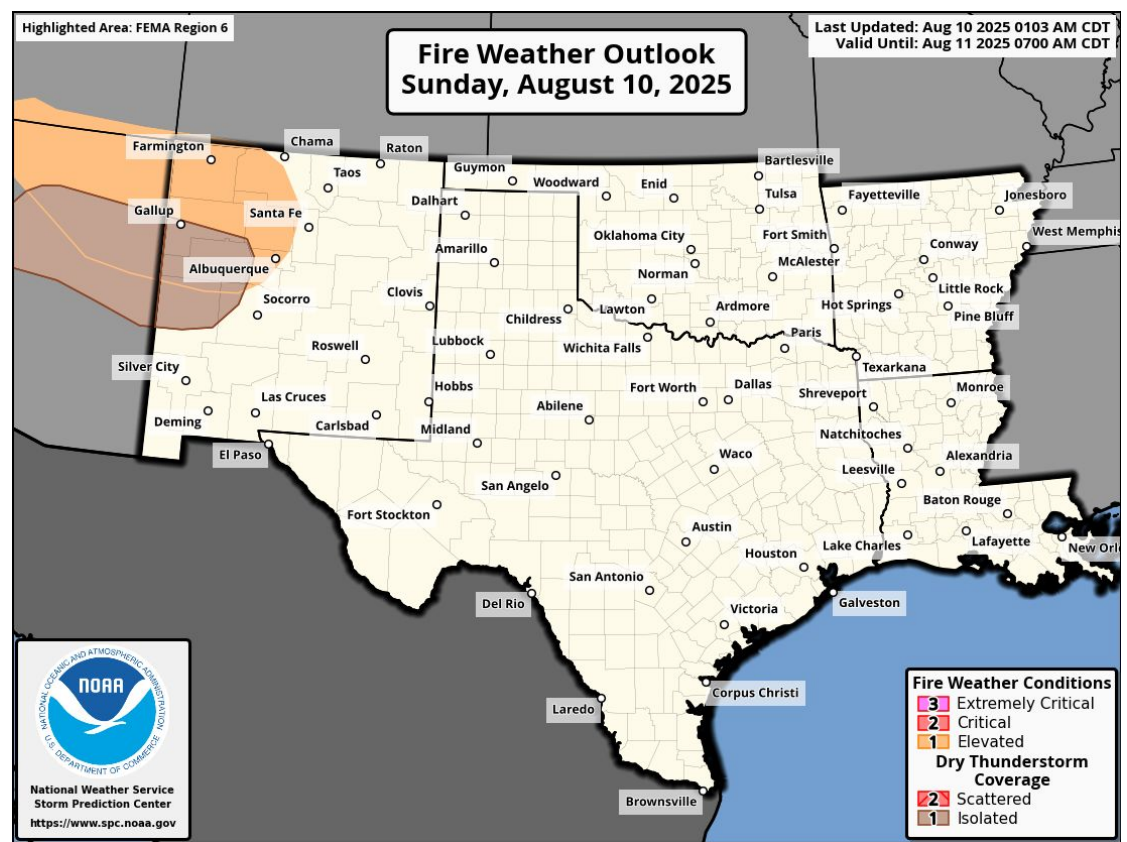 Highlighted Area: FEMA Region 6
Last Updated: Aug 10 2025 0103 AM CDT
Valid Until: Aug 11 2025 0700 AM CDT
Fire Weather Outlook
Sunday, August 10, 2025
Farmington
Chama
Raton
Taos
Guymon
Woodward
Enid
Bartlesville
Tulsa
Fayetteville
Jonesboro
Gallup
Santa Fe
Dalhart
Oklahoma City
Fort Smith
Conway
West Memphis
Albuquerque
Amarillo
Norman
McAlester
Little Rock
Socorro
Clovis
Childress
Lawton
Ardmore
Hot Springs
Pine Bluff
Roswell
Lubbock
Wichita Falls
Paris
Texarkana
Silver City
Las Cruces
Hobbs
Fort Worth
Dallas
Shreveport
Monroe
Deming
Carlsbad
Midland
Abilene
Natchitoches
El Paso
San Angelo
Waco
Leesville
Alexandria
Fort Stockton
Austin
Baton Rouge
Houston
Lake Charles
Lafayette
New Orl
San Antonio
Del Rio
Victoria
Galveston
Laredo
Corpus Christi
Brownsville
NATIONAL OCEANIC AND ATMOSPHERIC ADMINISTRATION
NOAA
U.S. DEPARTMENT OF COMMERCE
National Weather Service
Storm Prediction Center
https://www.spc.noaa.gov
Fire Weather Conditions
3 Extremely Critical
2 Critical
1 Elevated
Dry Thunderstorm
Coverage
2 Scattered
1 Isolated